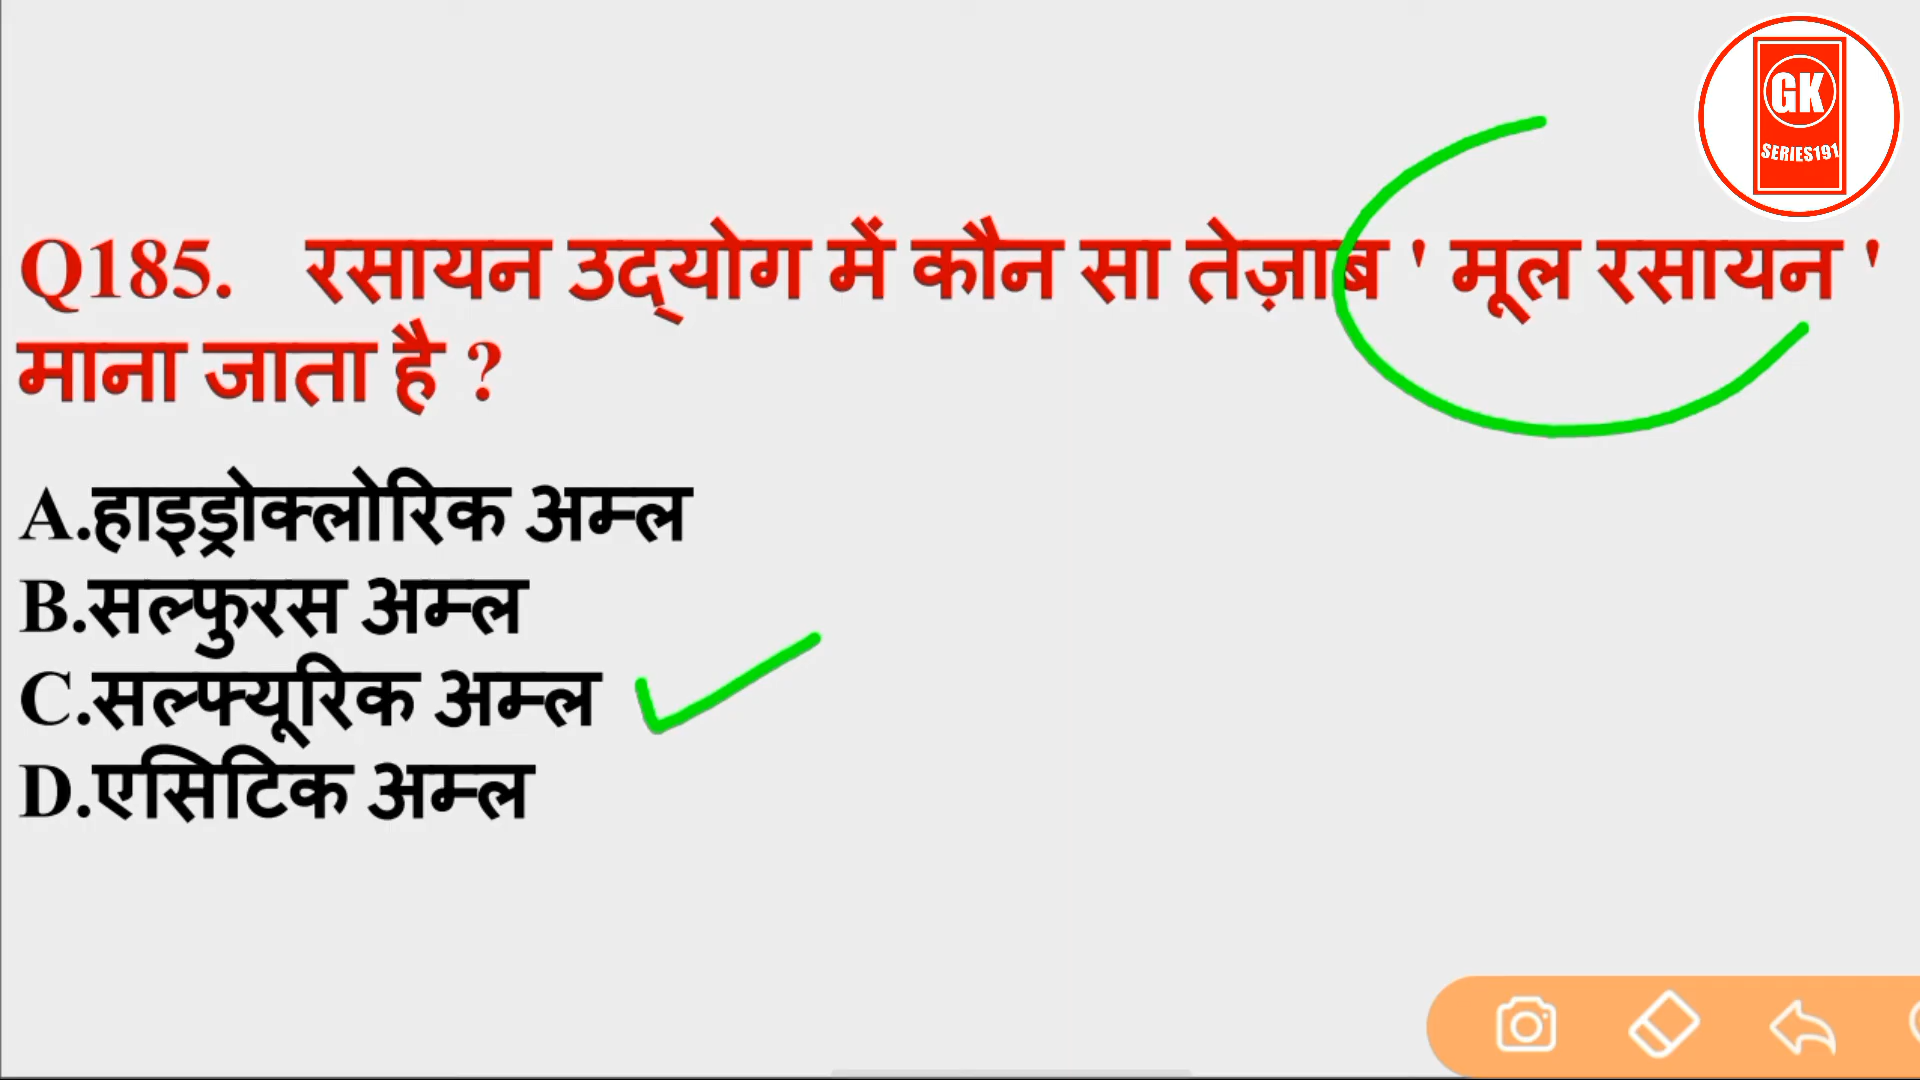 GK
SERIES191
Q185. रसायन उद्योग में कौन सा तेज़ाब ' मूल रसायन '
माना जाता है ?
A.हाइड्रोक्लोरिक अम्ल
B.सल्फुरस अम्ल
C.सल्फ्यूरिक अम्ल
D.एसिटिक अम्ल